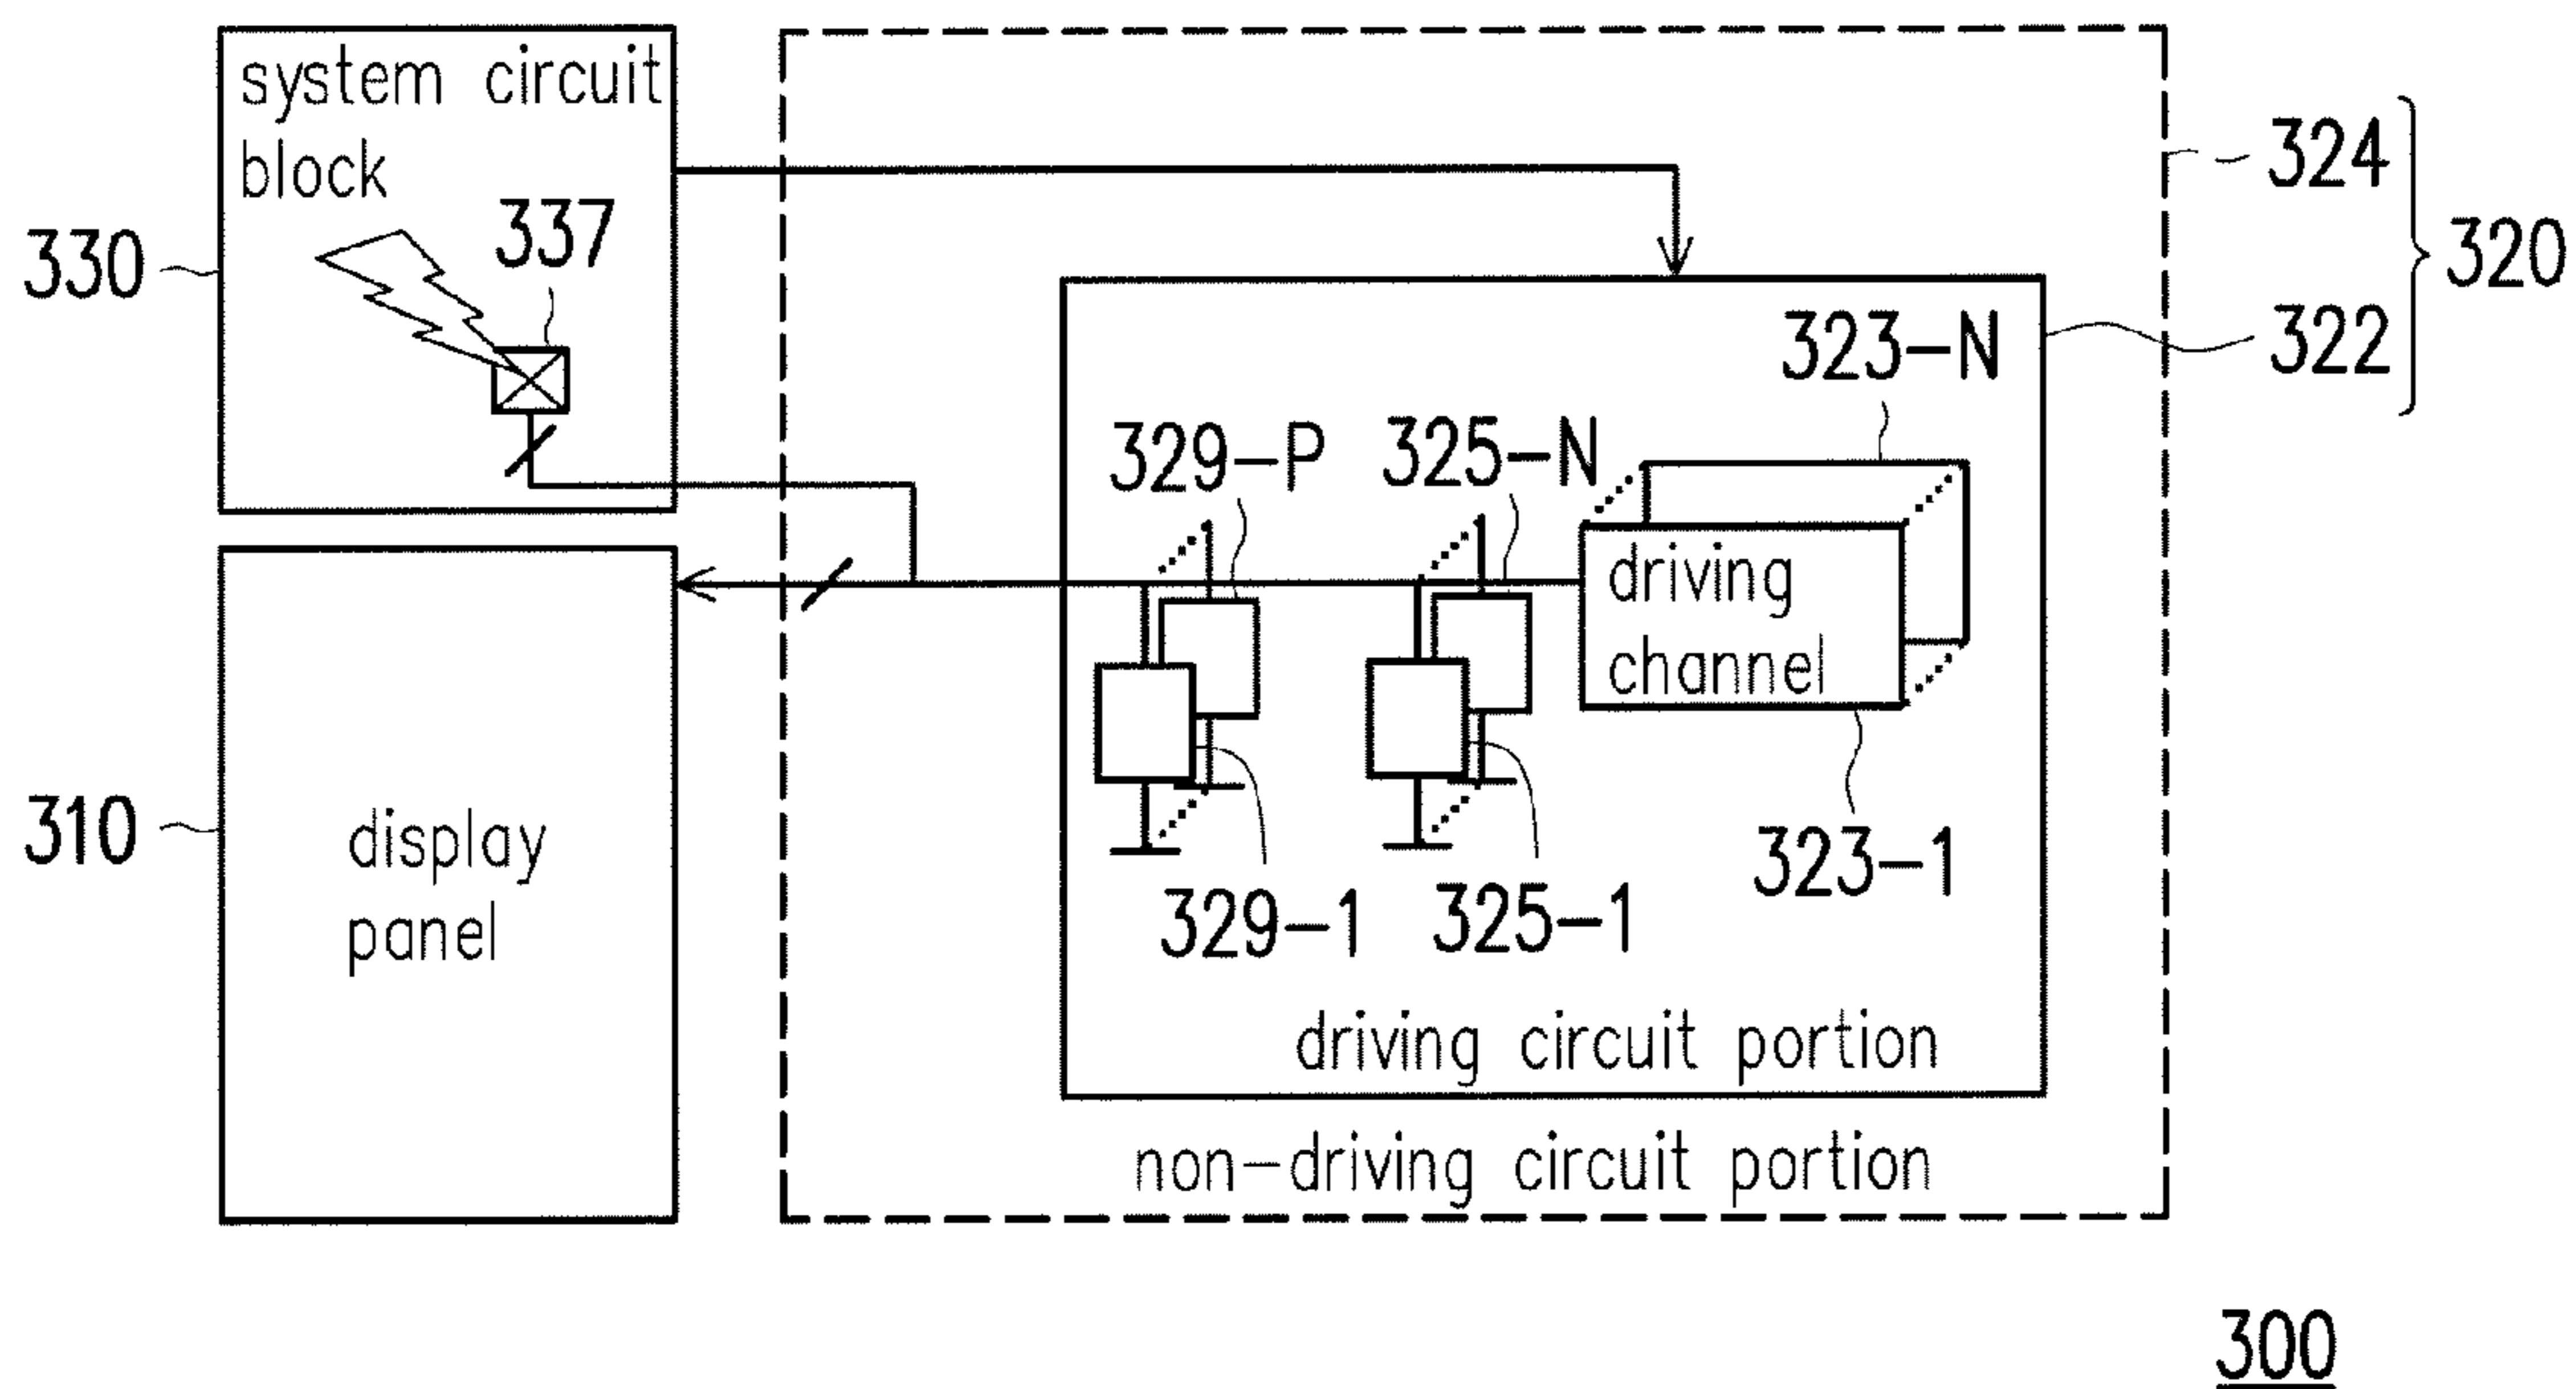 system circuit
block
337
330
324
320
322
323-N
329-P
325-N
driving
channel
310
display
panel
323-1
329-1
325-1
driving circuit portion
non-driving circuit portion
300